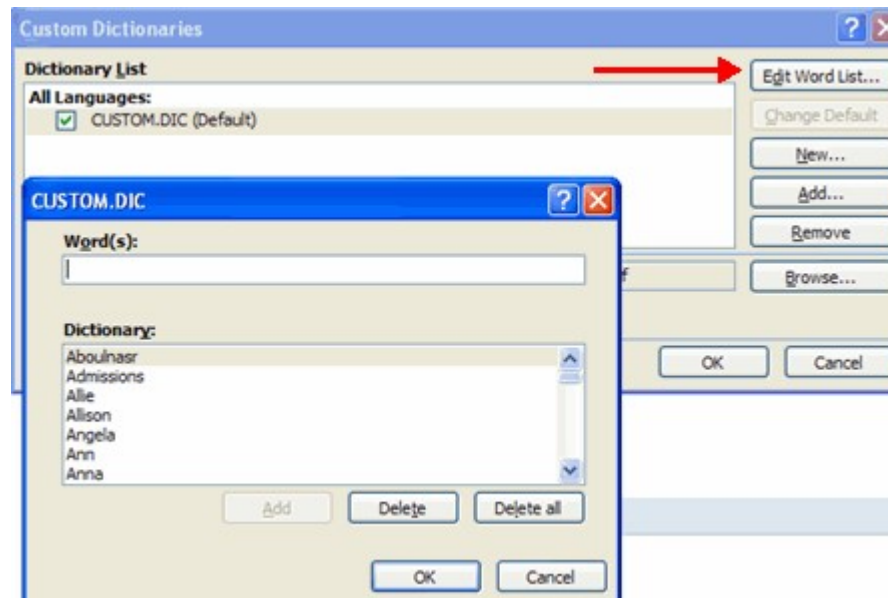 Custom Dictionaries
Dictionary List
All Languages:
CUSTOM.DIC (Default)
Edit Word List...
Change Default
New...
Add...
Remove
Browse...
OK
Cancel
CUSTOM.DIC
Word(s):
Dictionary:
Aboulnasr
Admissions
Allie
Allison
Angela
Ann
Anna
Add
Delete
Delete all
OK
Cancel